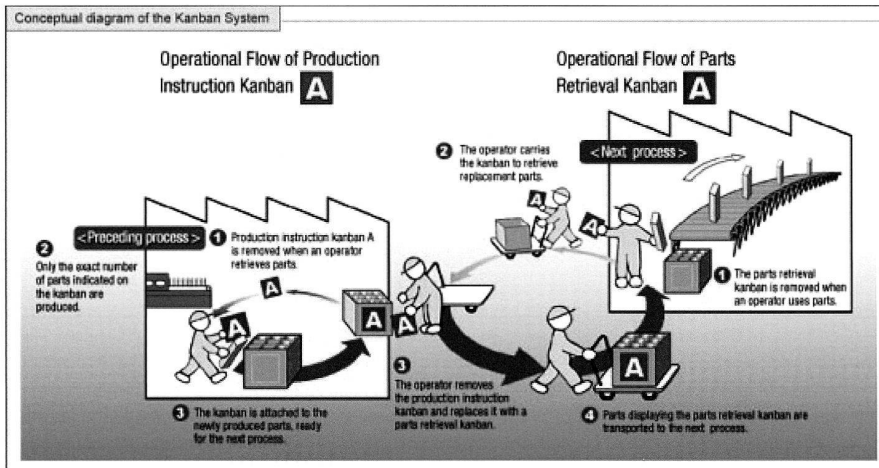 Conceptual diagram of the Kanban System
Operational Flow of Production
Instruction Kanban A
Operational Flow of Parts
Retrieval Kanban A
<Preceding process>
1 Production instruction kanban A
is removed when an operator
retrieves parts.
2
Only the exact number
of parts indicated on
the kanban are
produced.
A
A
A
A
3 The kanban is attached to the
newly produced parts, ready
for the next process.
2 The operator carries
the kanban to retrieve
replacement parts.
<Next process>
A
A
1 The parts retrieval
kanban is removed when
an operator uses parts.
3
The operator removes
the production instruction
kanban and replaces it with a
parts retrieval kanban.
A
4 Parts displaying the parts retrieval kanban are
transported to the next process.